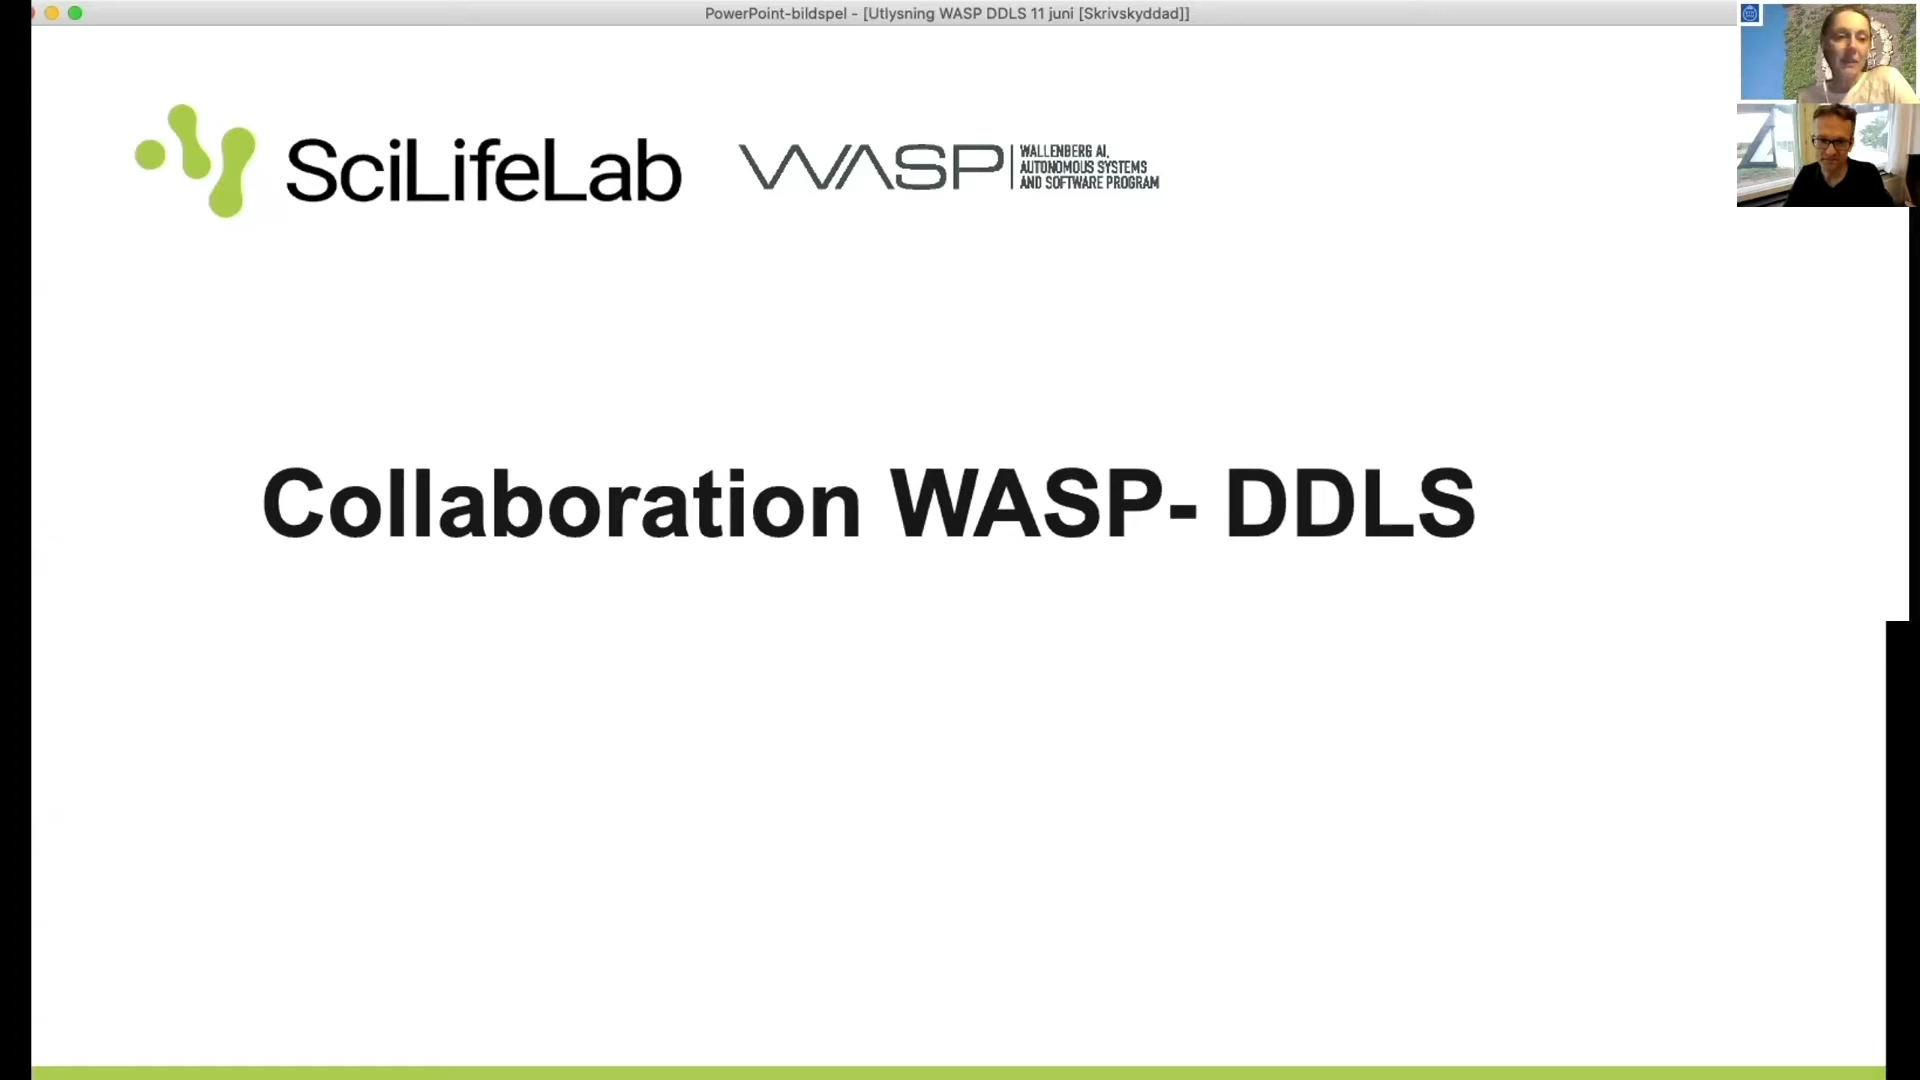 PowerPoint-bildspel - [Utlysning WASP DDLS 11 juni [Skrivskyddad]]
SciLifeLab
WASP
WALLENBERG AI,
AUTONOMOUS SYSTEMS
AND SOFTWARE PROGRAM
Collaboration WASP- DDLS